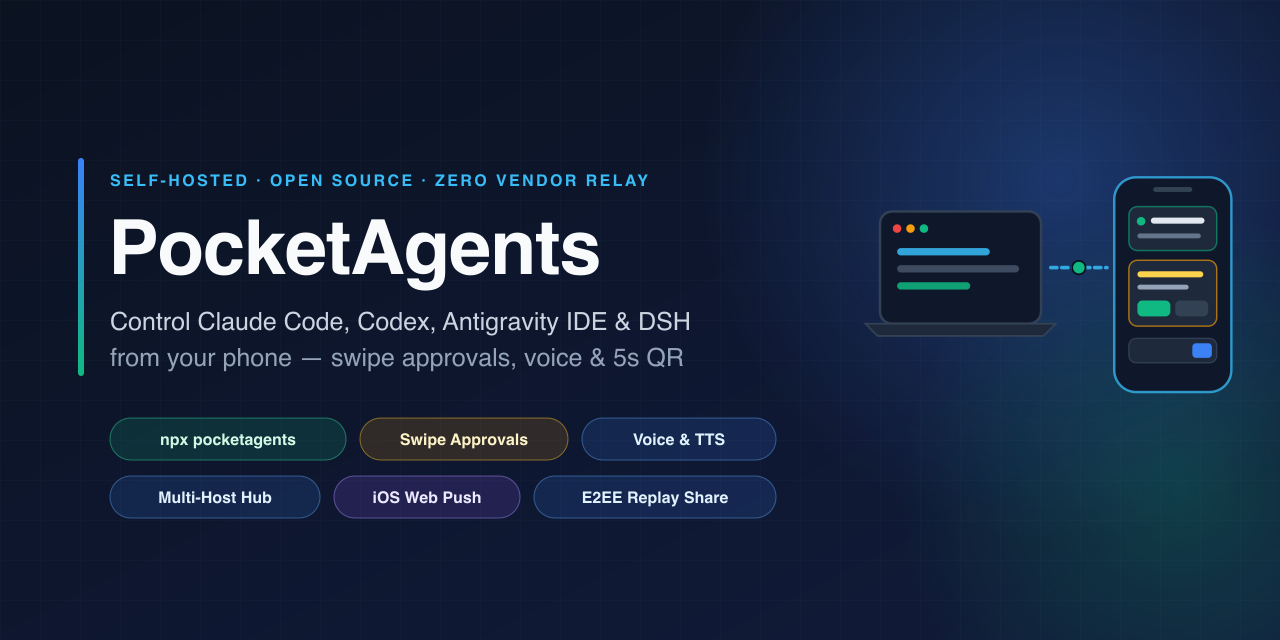 SELF-HOSTED · OPEN SOURCE · ZERO VENDOR RELAY
PocketAgents
Control Claude Code, Codex, Antigravity IDE & DSH
from your phone — swipe approvals, voice & 5s QR
npx pocketagents
Swipe Approvals
Voice & TTS
Multi-Host Hub
iOS Web Push
E2EE Replay Share